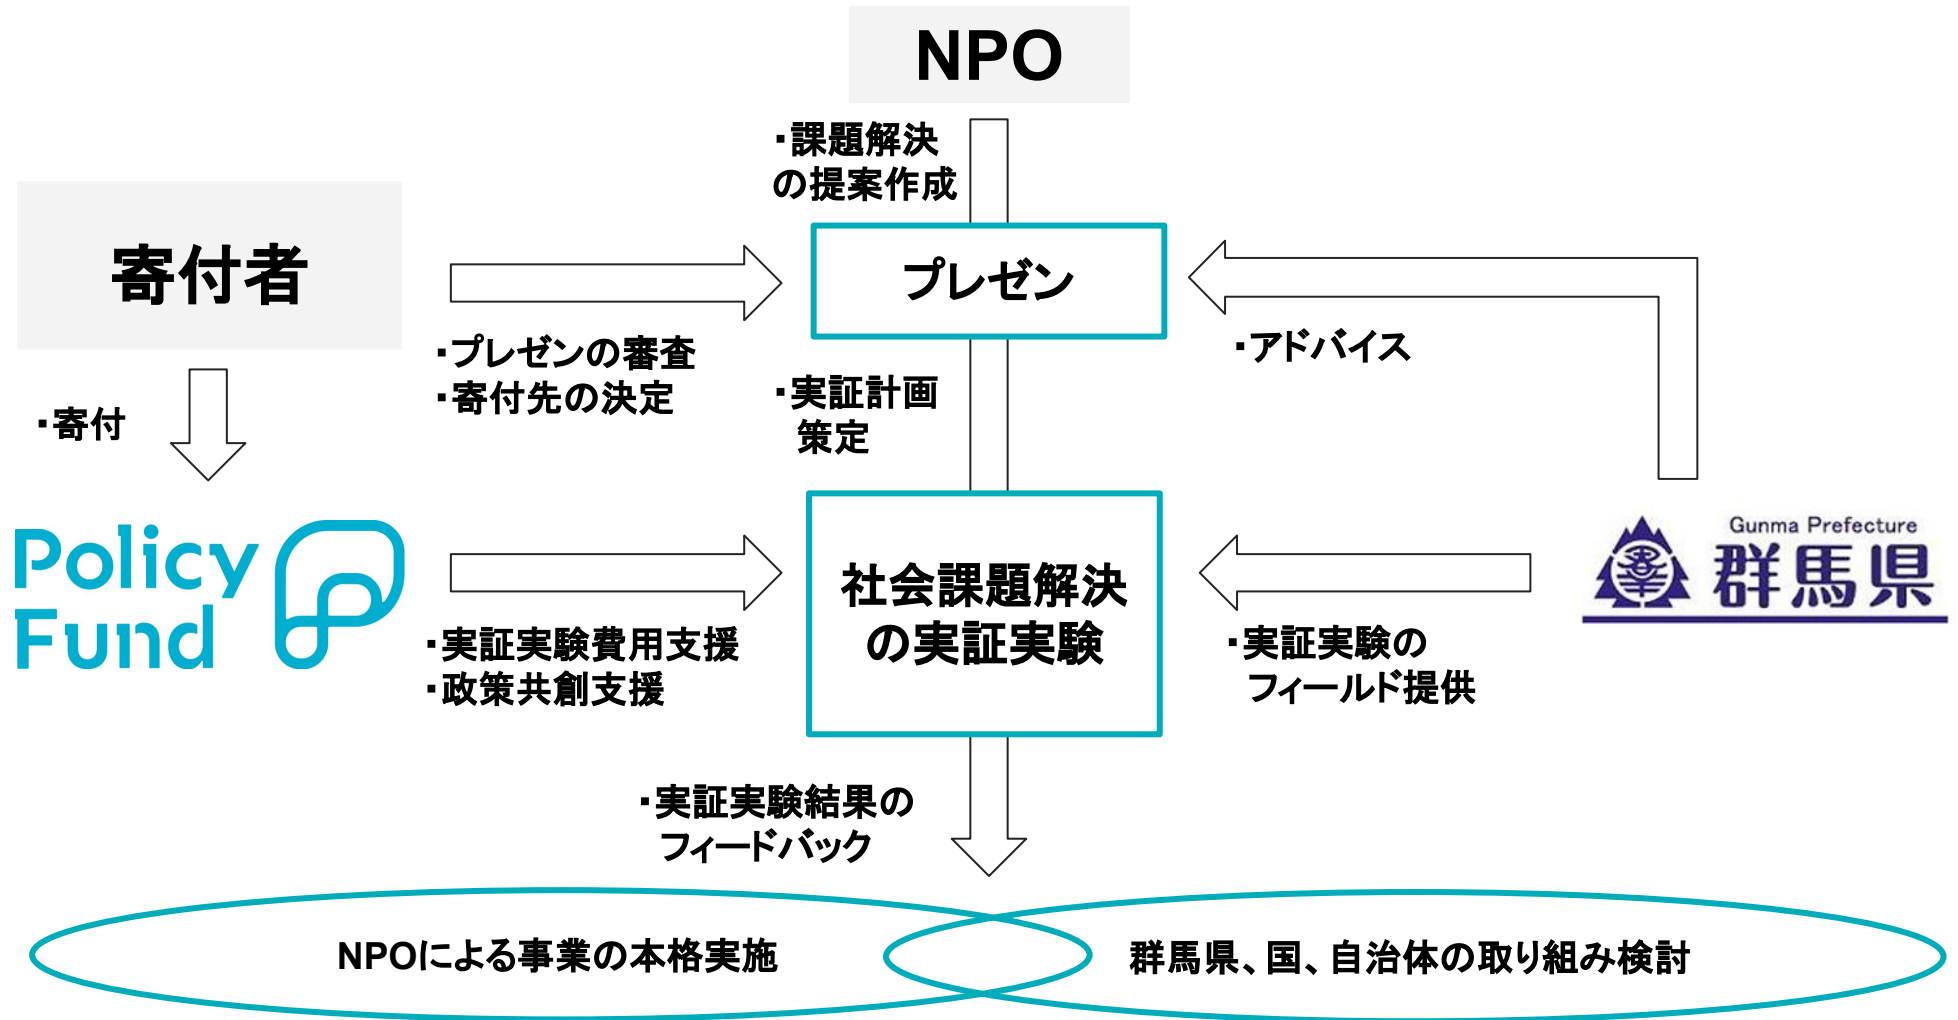 NPO
・課題解決
の提案作成
寄付者
プレゼン
・プレゼンの審査
・寄付先の決定
・アドバイス
・寄付
・実証計画
策定
Policy
Fund
社会課題解決
の実証実験
Gunma Prefecture
群馬県
・実証実験費用支援
・政策共創支援
・実証実験の
フィールド提供
・実証実験結果の
フィードバック
NPOによる事業の本格実施
群馬県、国、自治体の取り組み検討